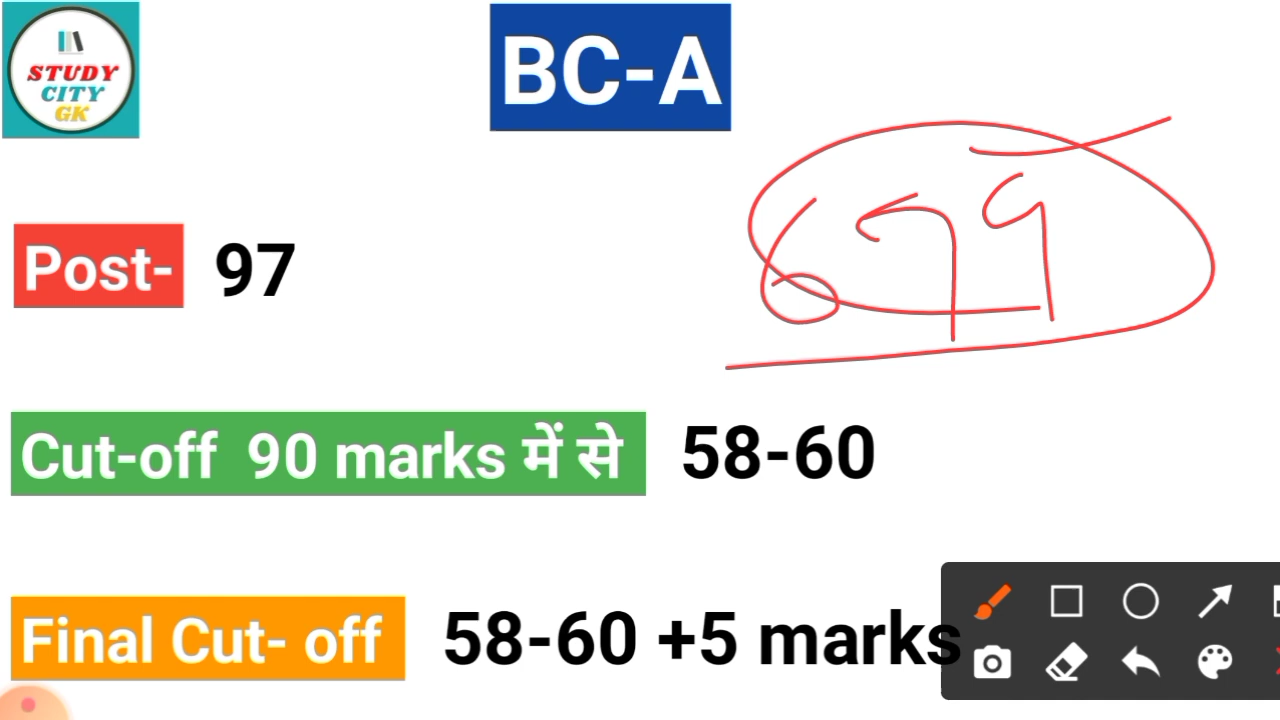 STUDY
CITY
GK
BC-A
699
Post- 97
Cut-off 90 marks में से 58-60
Final Cut- off 58-60 +5 marks